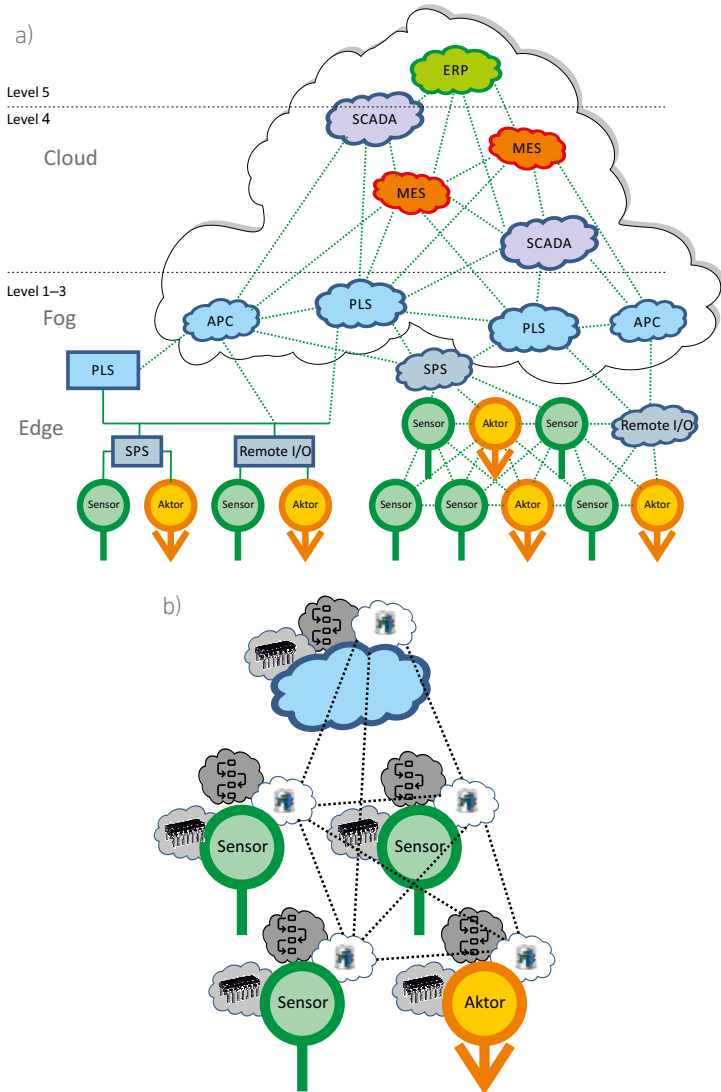 a)
ERP
Level 5
Level 4
SCADA
Cloud
MES
MES
SCADA
Level 1–3
Fog
APC
PLS
PLS
APC
PLS
SPS
Edge
Sensor
Aktor
Sensor
Remote I/O
SPS
Remote I/O
Sensor
Aktor
Sensor
Aktor
Sensor
Sensor
Aktor
Sensor
Aktor
b)
Sensor
Sensor
Sensor
Aktor